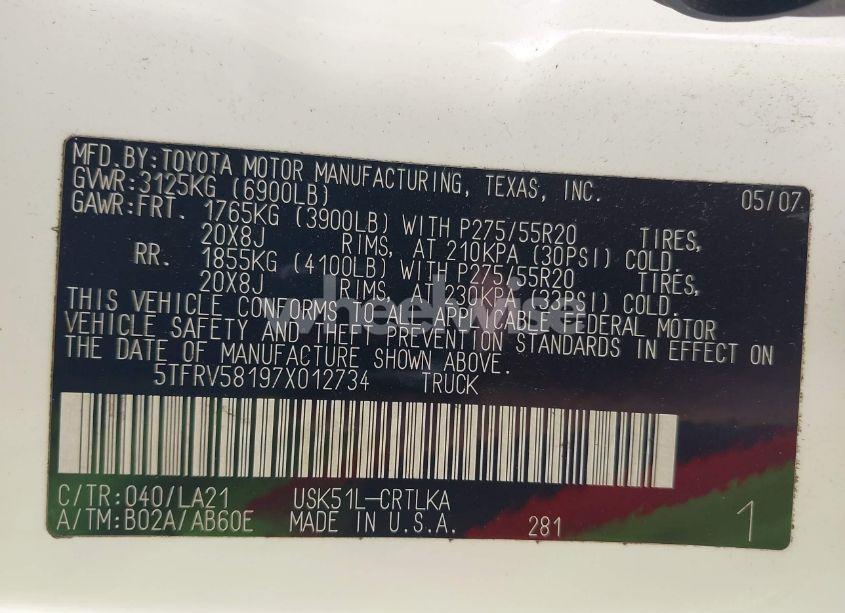 MFD.BY:TOYOTA MOTOR MANUFACTURING, TEXAS, INC.
GVWR:3125KG (6900LB) 05/07
GAWR:FRT. 1765KG (3900LB) WITH P275/55R20 TIRES,
20X8J RIMS, AT 210KPA (30PSI) COLD.
RR. 1855KG (4100LB) WITH P275/55R20 TIRES,
20X8J RIMS, AT 230KPA (33PSI) COLD.
THIS VEHICLE CONFORMS TO ALL APPLICABLE FEDERAL MOTOR
VEHICLE SAFETY AND THEFT PREVENTION STANDARDS IN EFFECT ON
THE DATE OF MANUFACTURE SHOWN ABOVE.
5TFRV58197X012734 TRUCK
C/TR:040/LA21 USK51L-CRTLKA
A/TM:B02A/AB60E MADE IN U.S.A. 281 1
wheelwise